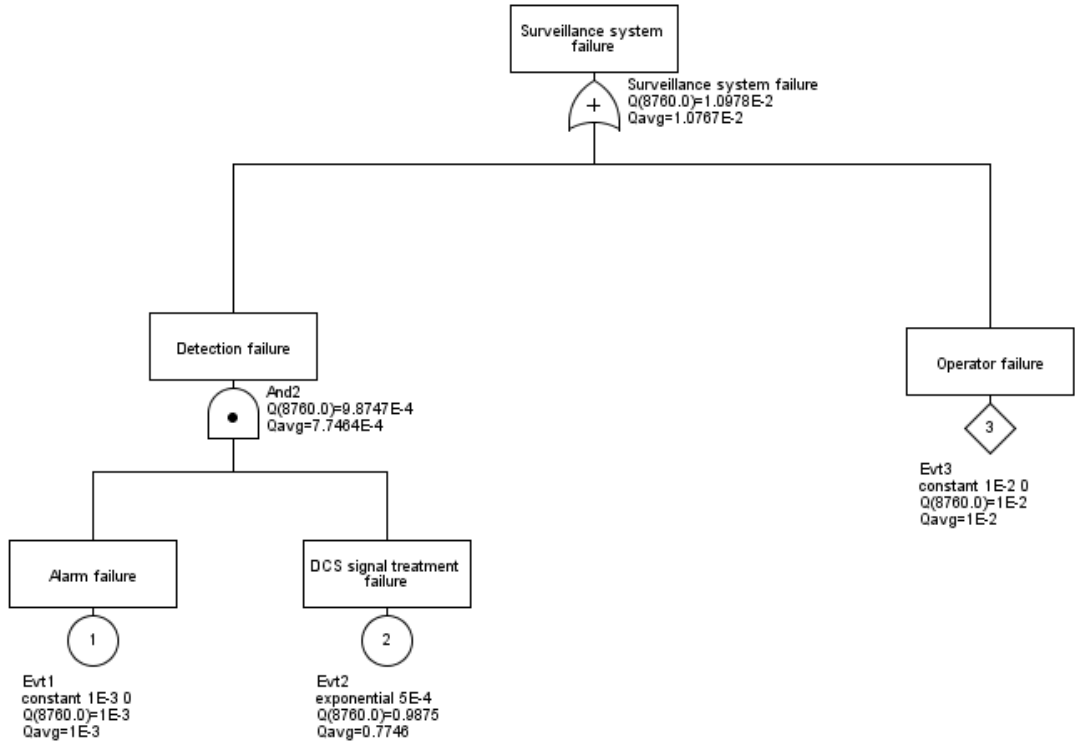 Surveillance system
failure
Surveillance system failure
Q(8760.0)=1.0978E-2
Qavg=1.0767E-2
+
Detection failure
And2
Q(8760.0)=9.8747E-4
Qavg=7.7464E-4
Operator failure
3
Evt3
constant 1E-2 0
Q(8760.0)=1E-2
Qavg=1E-2
Alarm failure
1
Evt1
constant 1E-3 0
Q(8760.0)=1E-3
Qavg=1E-3
DCS signal treatment
failure
2
Evt2
exponential 5E-4
Q(8760.0)=0.9875
Qavg=0.7746